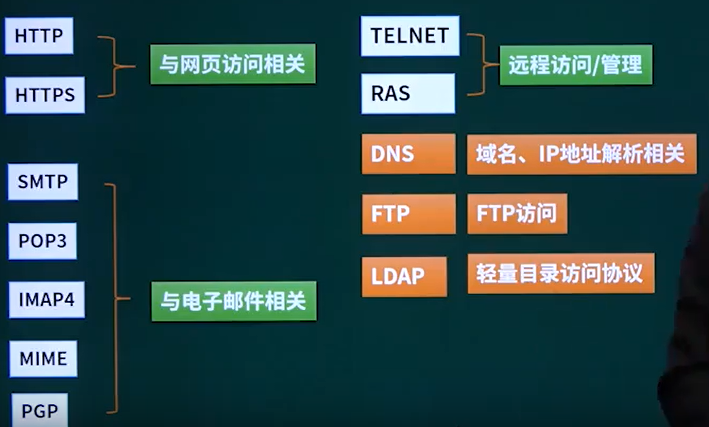 HTTP
HTTPS
与网页访问相关
SMTP
POP3
IMAP4
MIME
PGP
与电子邮件相关
TELNET
RAS
远程访问/管理
DNS
域名、IP地址解析相关
FTP
FTP访问
LDAP
轻量目录访问协议